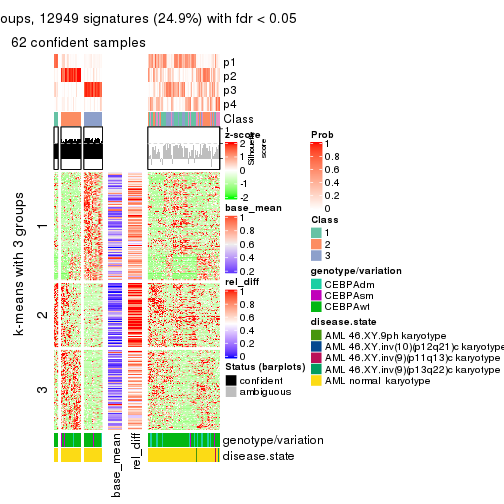 oups, 12949 signatures (24.9%) with fdr < 0.05
62 confident samples
p1
p2
p3
p4
Class
z-score
2
1
0
-1
-2
Silhouette
score
1
0
base_mean
1
0.8
0.6
0.4
0.2
rel_diff
1
0.8
0.6
0.4
0.2
0
Status (barplots)
confident
ambiguous
Prob
1
0.8
0.6
0.4
0.2
0
Class
1
2
3
genotype/variation
CEBPAdm
CEBPAsm
CEBPAwt
disease.state
AML 46.XY.9ph karyotype
AML 46.XY.inv(10)(p12q21)c karyotype
AML 46.XY.inv(9)(p11q13)c karyotype
AML 46.XY.inv(9)(p13q22)c karyotype
AML normal karyotype
k-means with 3 groups
1
2
3
base_mean
rel_diff
genotype/variation
disease.state